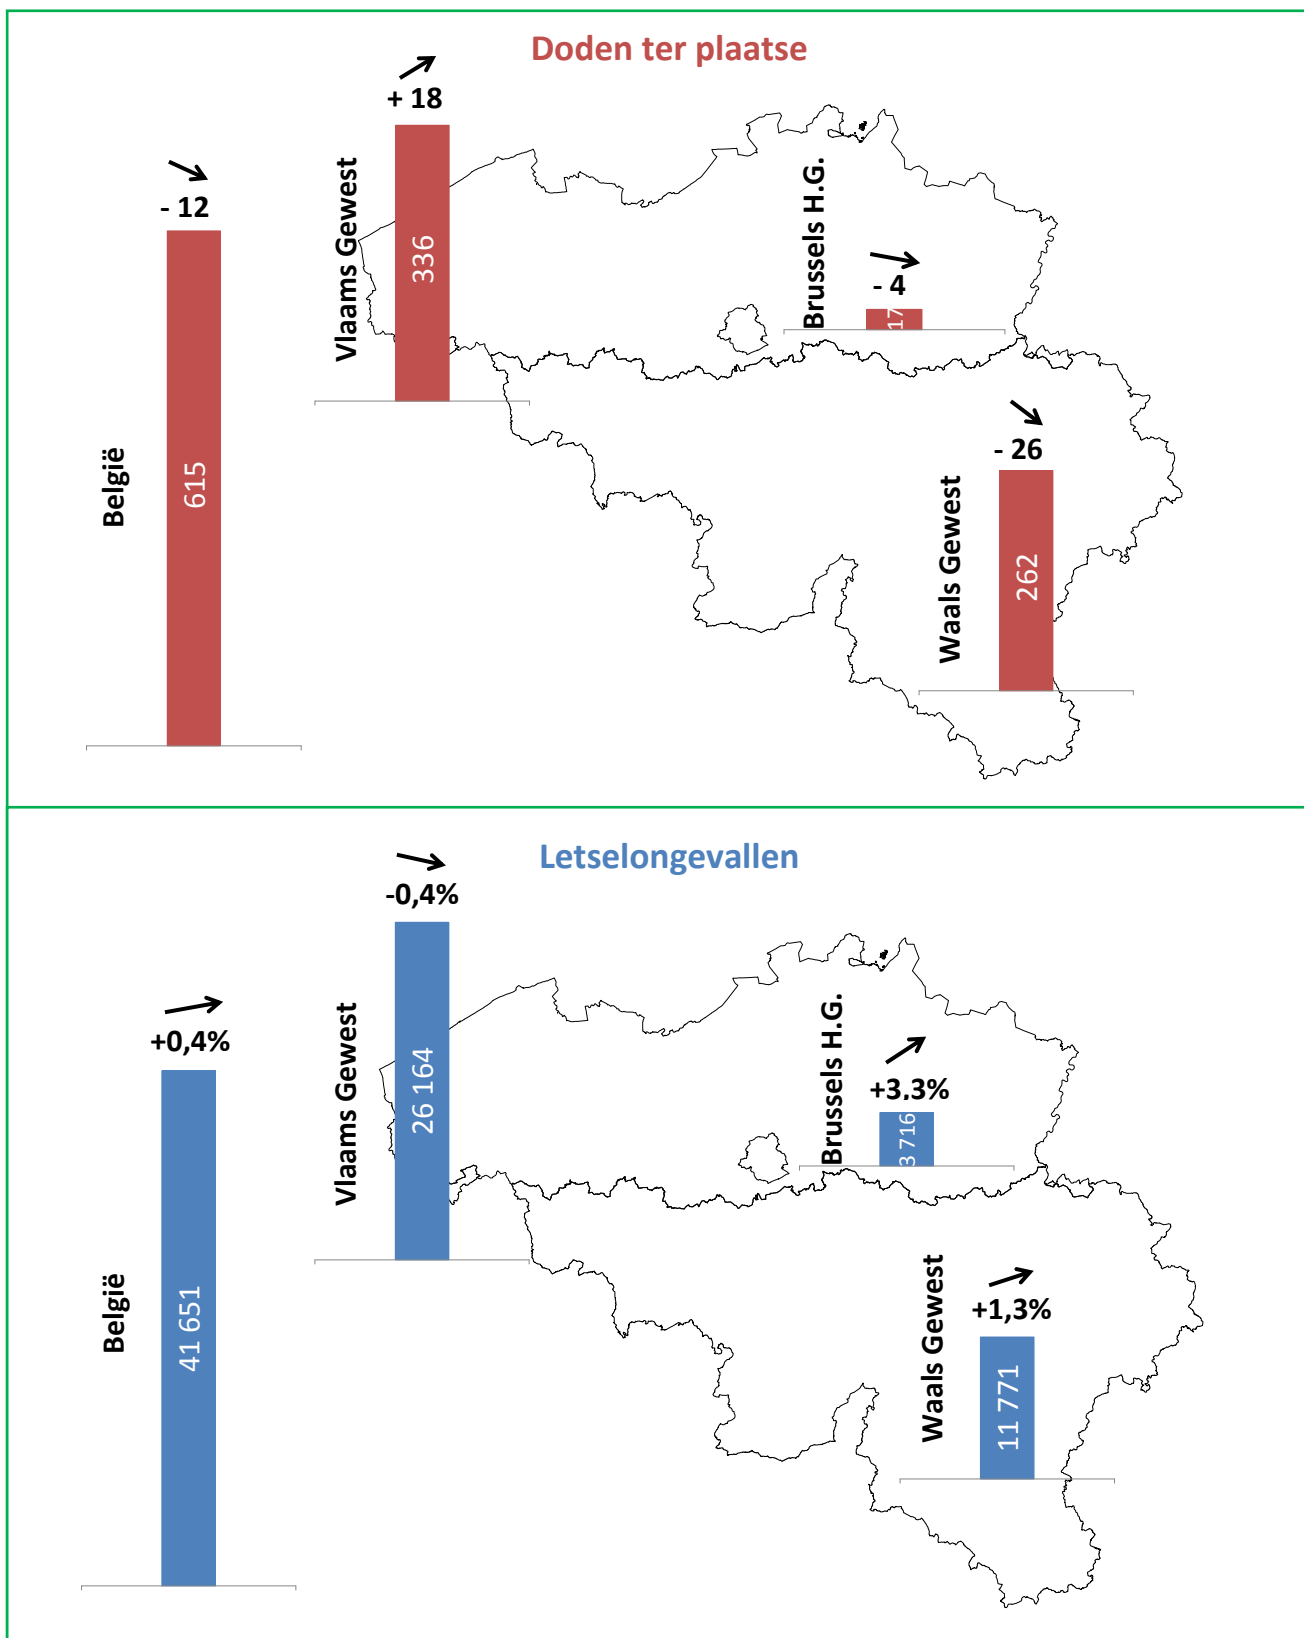 Doden ter plaatse
- 12
België
615
+ 18
Vlaams Gewest
336
Brussels H.G.
- 4
17
- 26
Waals Gewest
262
Letselongevallen
+0,4%
België
41 651
-0,4%
Vlaams Gewest
26 164
Brussels H.G.
+3,3%
3 716
+1,3%
Waals Gewest
11 771